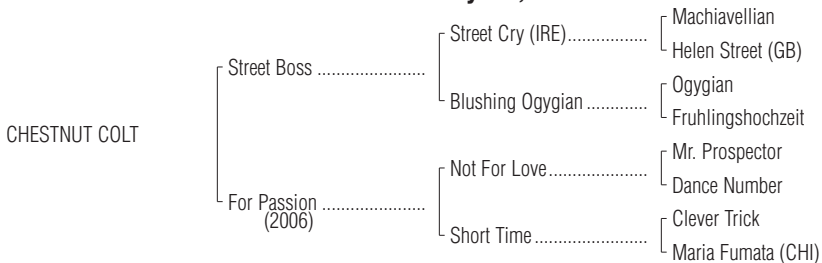 Machiavellian
Street Cry (IRE)..................
Helen Street (GB)
Street Boss .......................
Ogygian
Blushing Ogygian .............
Fruhlingshochzeit
CHESTNUT COLT
Mr. Prospector
Not For Love......................
Dance Number
For Passion ......................
(2006)
Clever Trick
Short Time.........................
Maria Fumata (CHI)